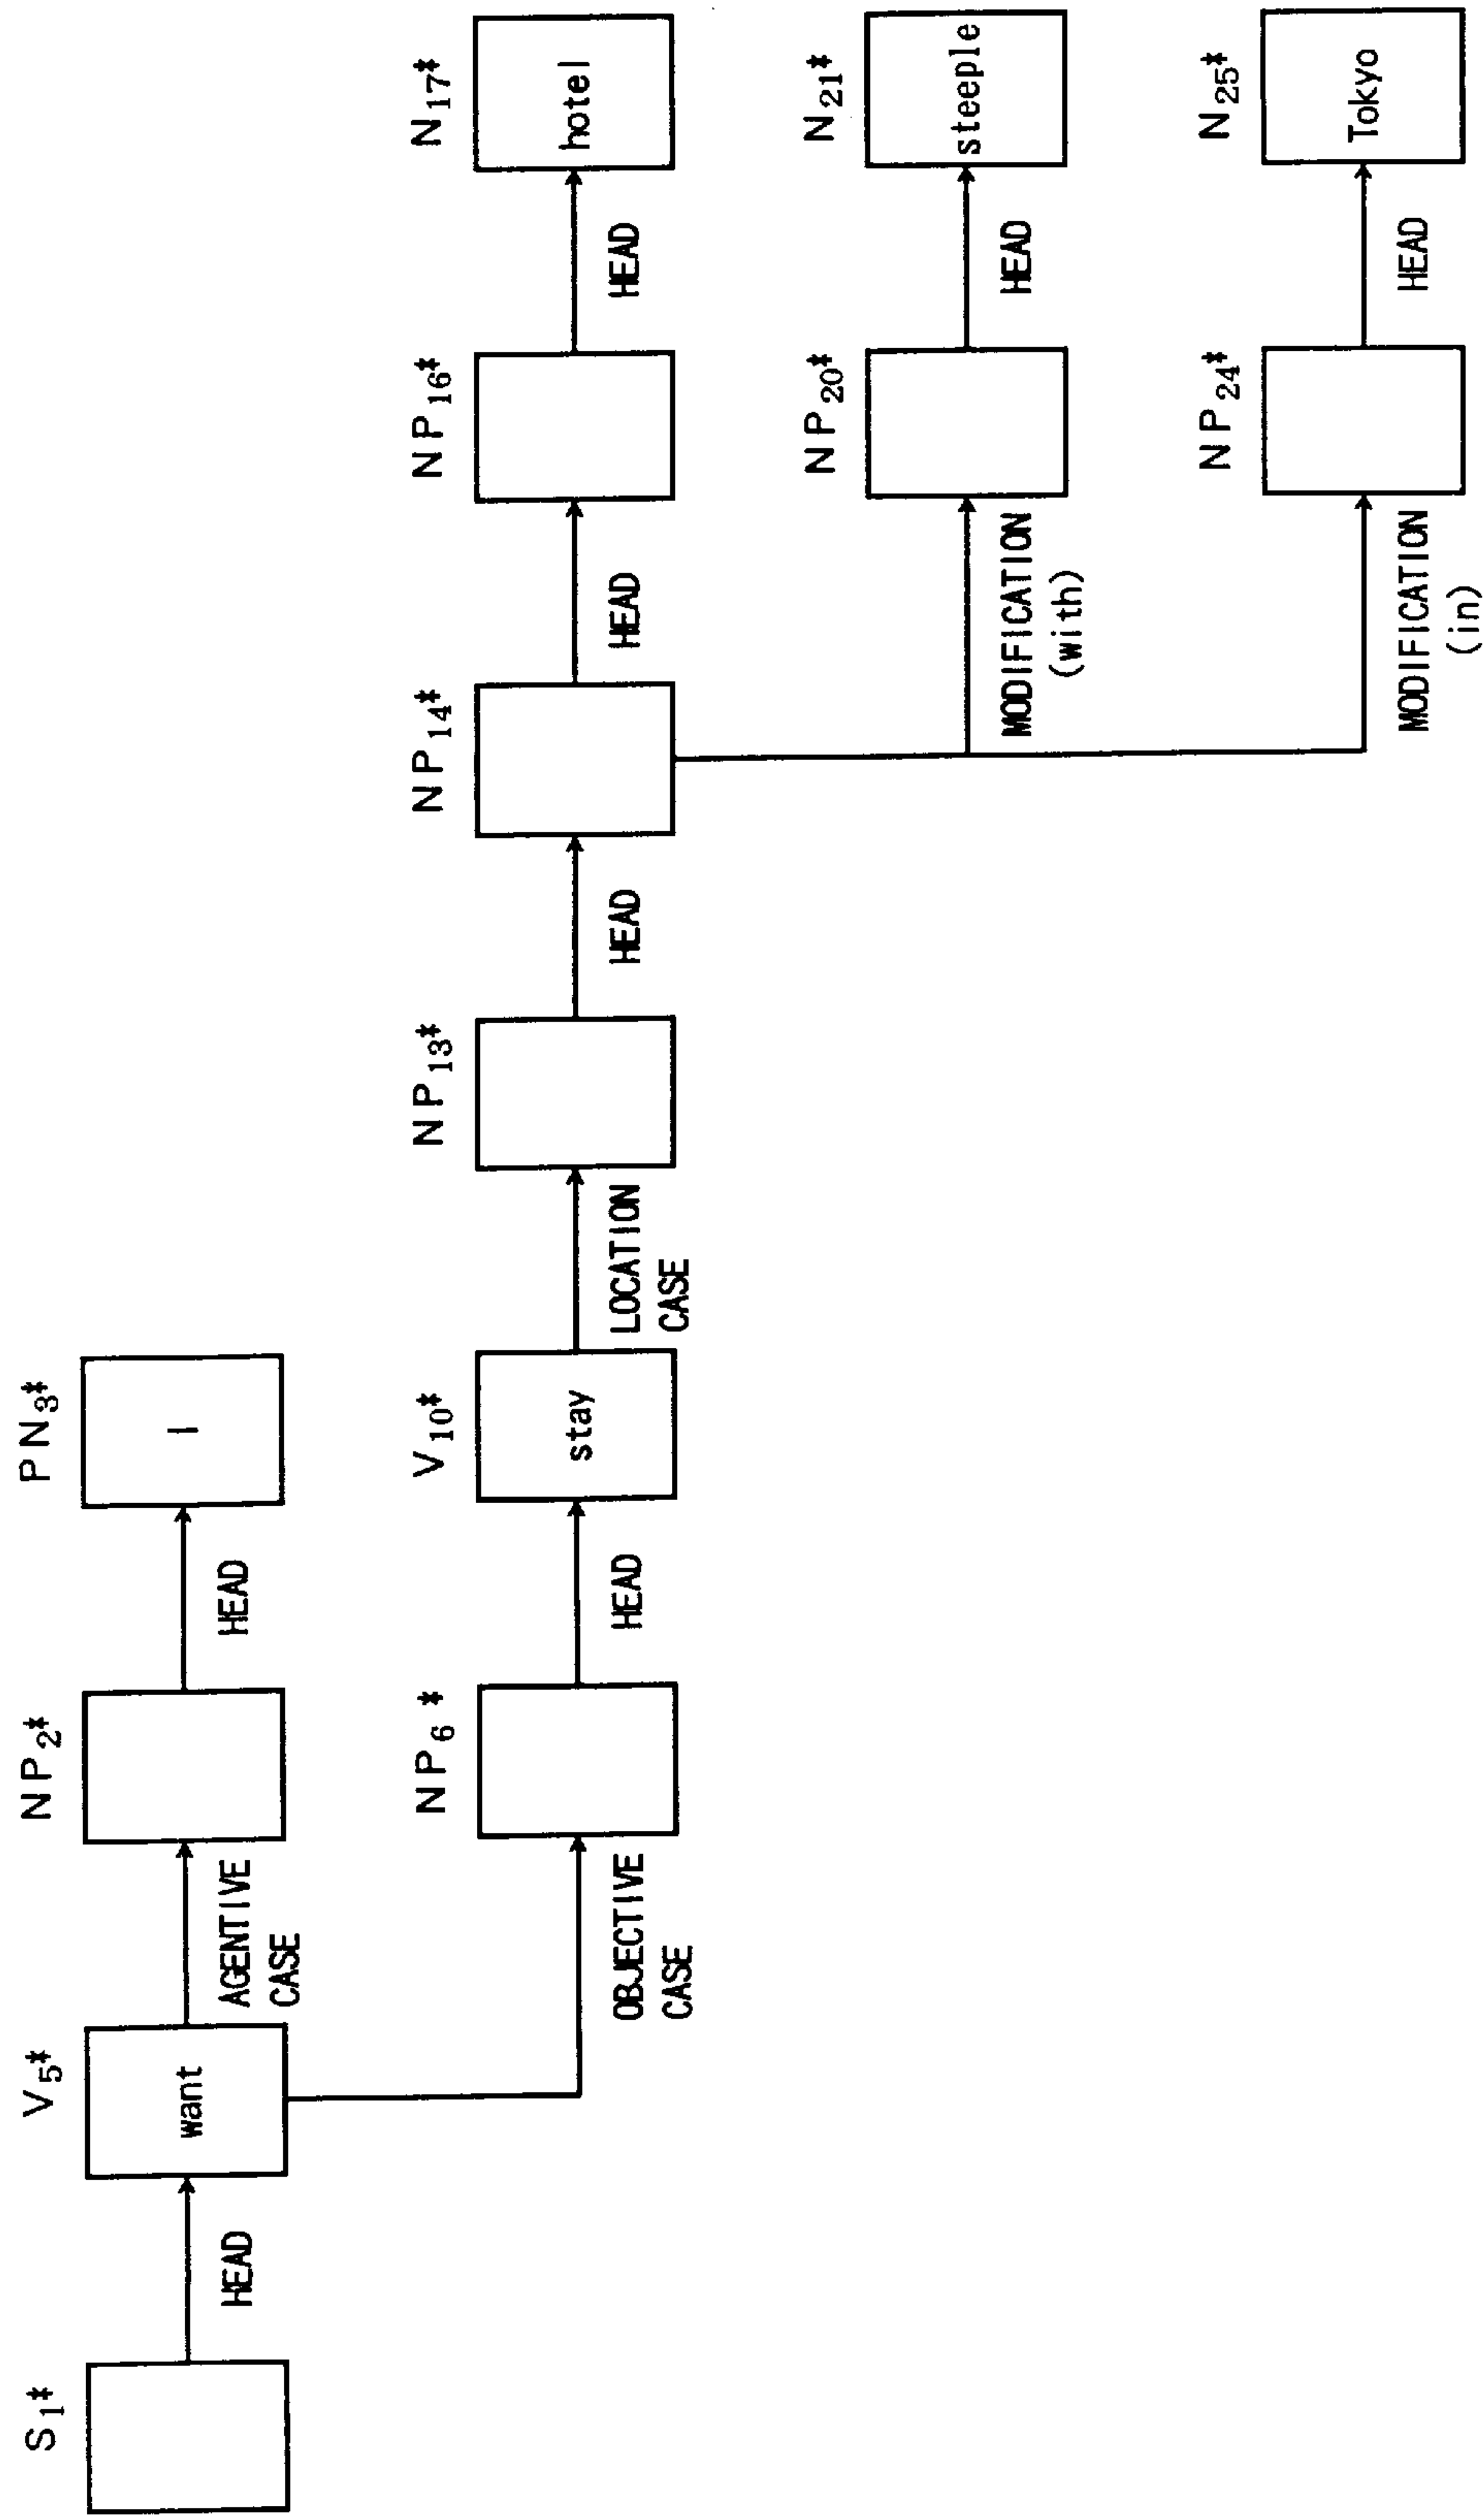 S1* V5* NP2* PN3*
want I
HEAD AGENTIVE HEAD
CASE
NP6* V10* NP13* NP14* NP16* N17*
stay hotel
OBJECTIVE HEAD LOCATION HEAD HEAD HEAD
CASE CASE
NP20* N21*
steeple
MODIFICATION HEAD
(with)
NP24* N25*
Tokyo
MODIFICATION HEAD
(in)